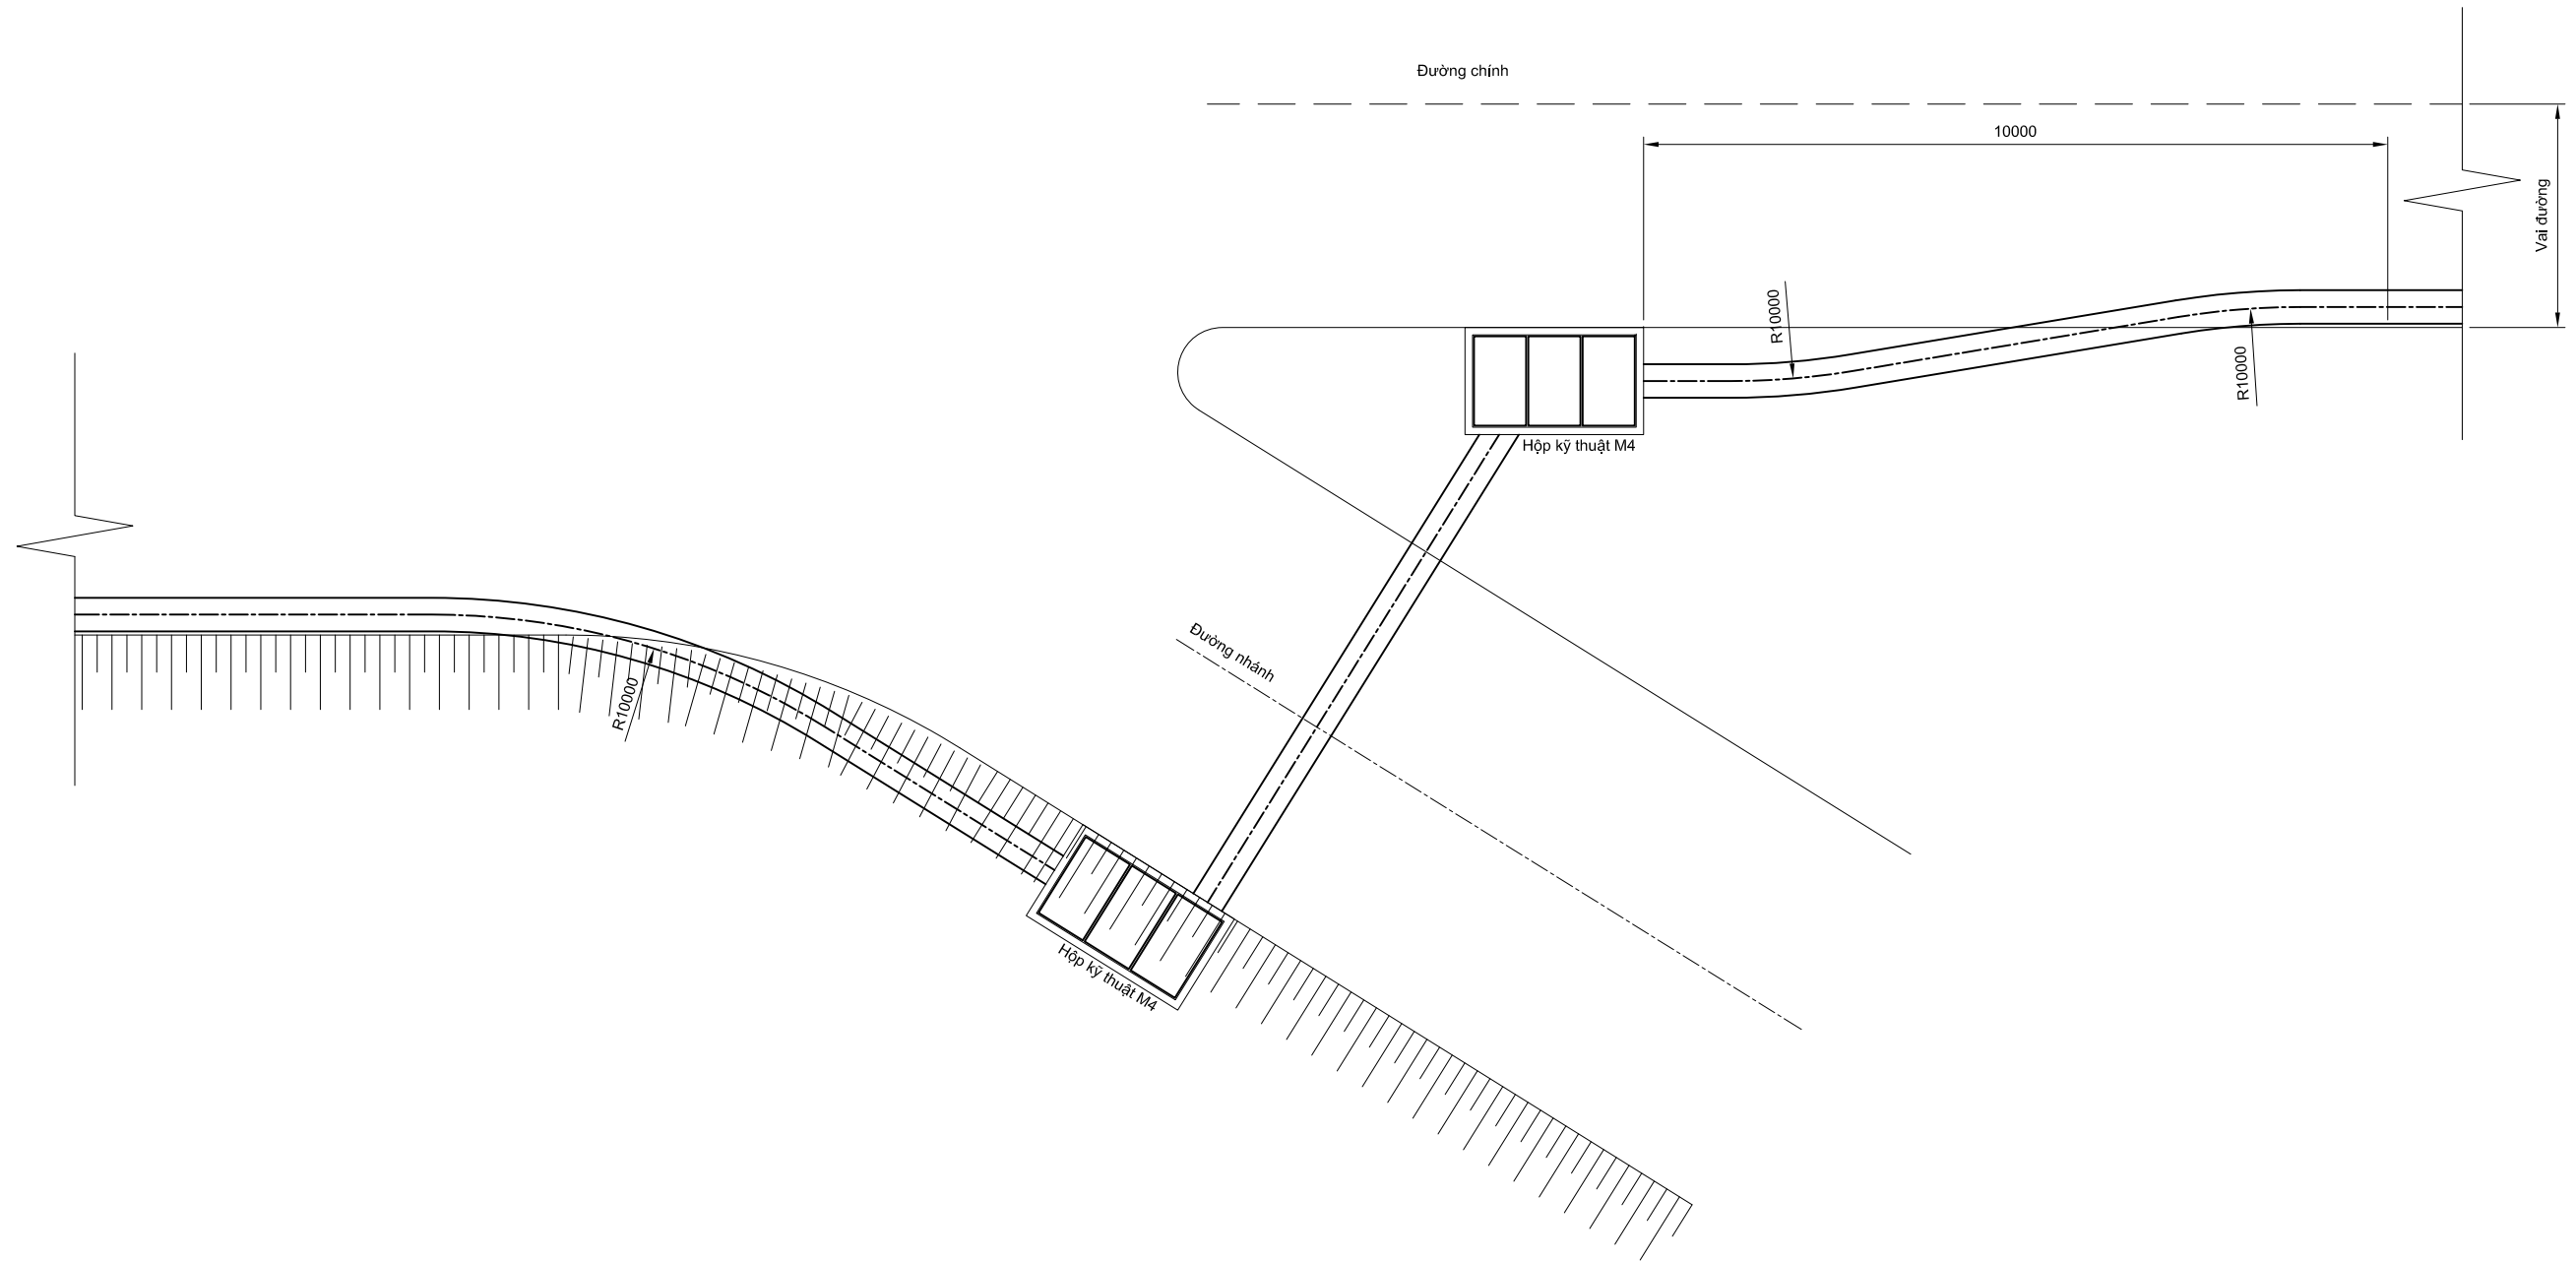 Đường chính
10000
Vai đường
R10000
R10000
Hộp kỹ thuật M4
Đường nhánh
R10000
Hộp kỹ thuật M4